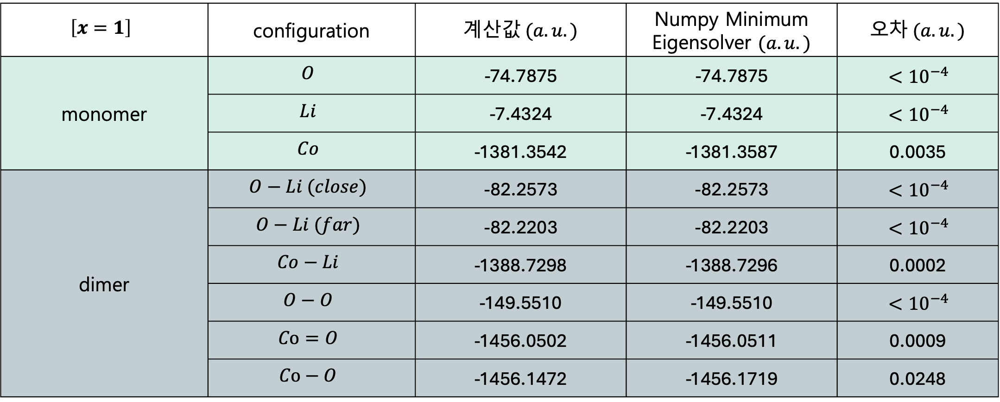 [x = 1] configuration 계산값 (a.u.) Numpy Minimum Eigensolver (a.u.) 오차 (a.u.)
monomer
O -74.7875 -74.7875 < 10⁻⁴
Li -7.4324 -7.4324 < 10⁻⁴
Co -1381.3542 -1381.3587 0.0035
dimer
O − Li (close) -82.2573 -82.2573 < 10⁻⁴
O − Li (far) -82.2203 -82.2203 < 10⁻⁴
Co − Li -1388.7298 -1388.7296 0.0002
O − O -149.5510 -149.5510 < 10⁻⁴
Co = O -1456.0502 -1456.0511 0.0009
Co − O -1456.1472 -1456.1719 0.0248